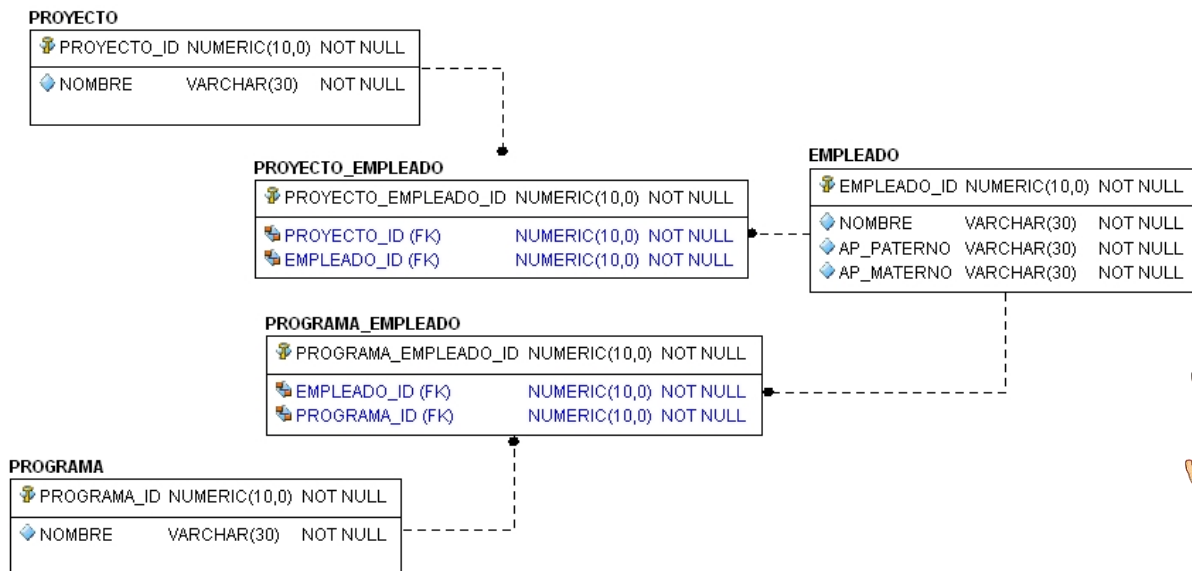 PROYECTO
PROYECTO_ID NUMERIC(10,0) NOT NULL
NOMBRE VARCHAR(30) NOT NULL
PROYECTO_EMPLEADO
PROYECTO_EMPLEADO_ID NUMERIC(10,0) NOT NULL
PROYECTO_ID (FK) NUMERIC(10,0) NOT NULL
EMPLEADO_ID (FK) NUMERIC(10,0) NOT NULL
EMPLEADO
EMPLEADO_ID NUMERIC(10,0) NOT NULL
NOMBRE VARCHAR(30) NOT NULL
AP_PATERNO VARCHAR(30) NOT NULL
AP_MATERNO VARCHAR(30) NOT NULL
PROGRAMA_EMPLEADO
PROGRAMA_EMPLEADO_ID NUMERIC(10,0) NOT NULL
EMPLEADO_ID (FK) NUMERIC(10,0) NOT NULL
PROGRAMA_ID (FK) NUMERIC(10,0) NOT NULL
PROGRAMA
PROGRAMA_ID NUMERIC(10,0) NOT NULL
NOMBRE VARCHAR(30) NOT NULL